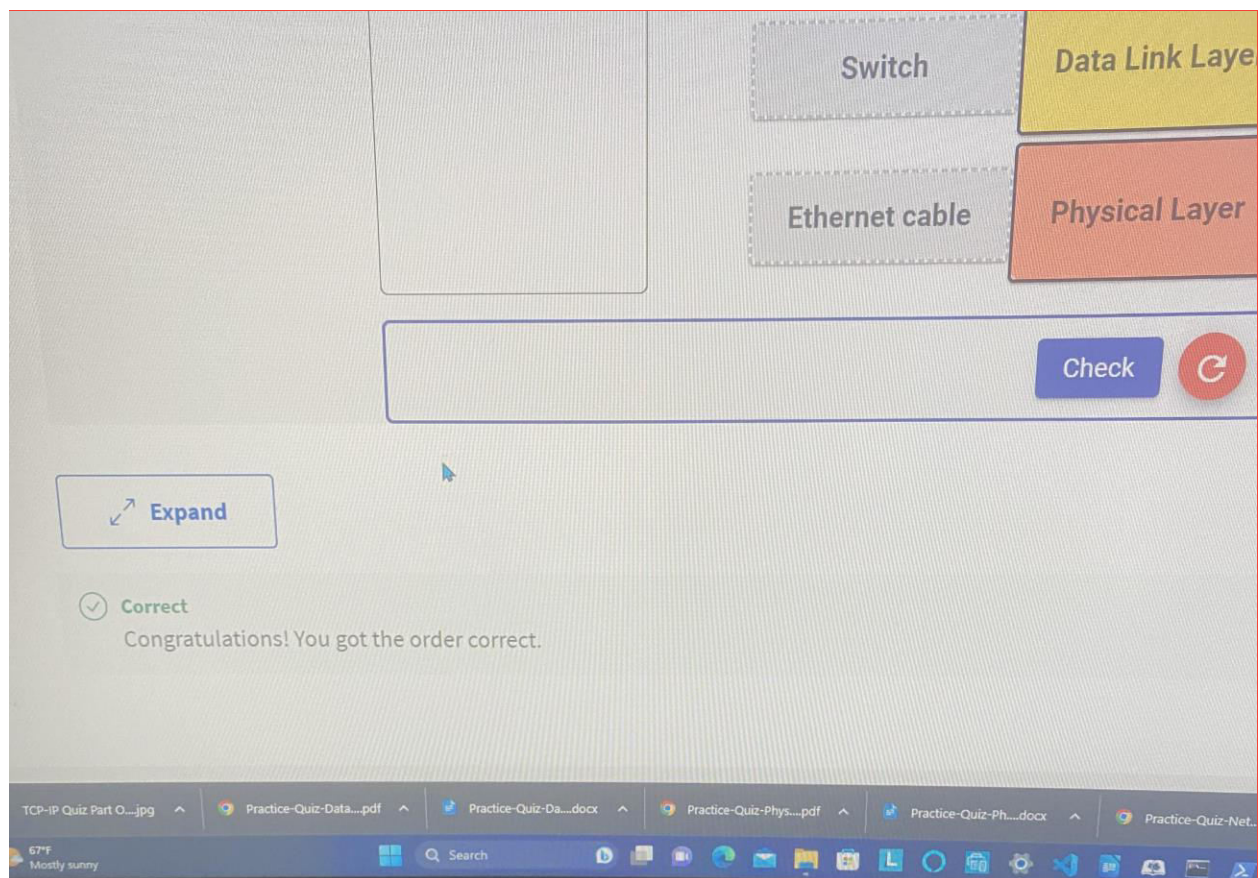 Switch
Data Link Laye
Ethernet cable
Physical Layer
Check
Expand
Correct
Congratulations! You got the order correct.
TCP-IP Quiz Part O....jpg
Practice-Quiz-Data....pdf
Practice-Quiz-Da....docx
Practice-Quiz-Phys....pdf
Practice-Quiz-Ph....docx
Practice-Quiz-Net...
67°F
Mostly sunny
Search